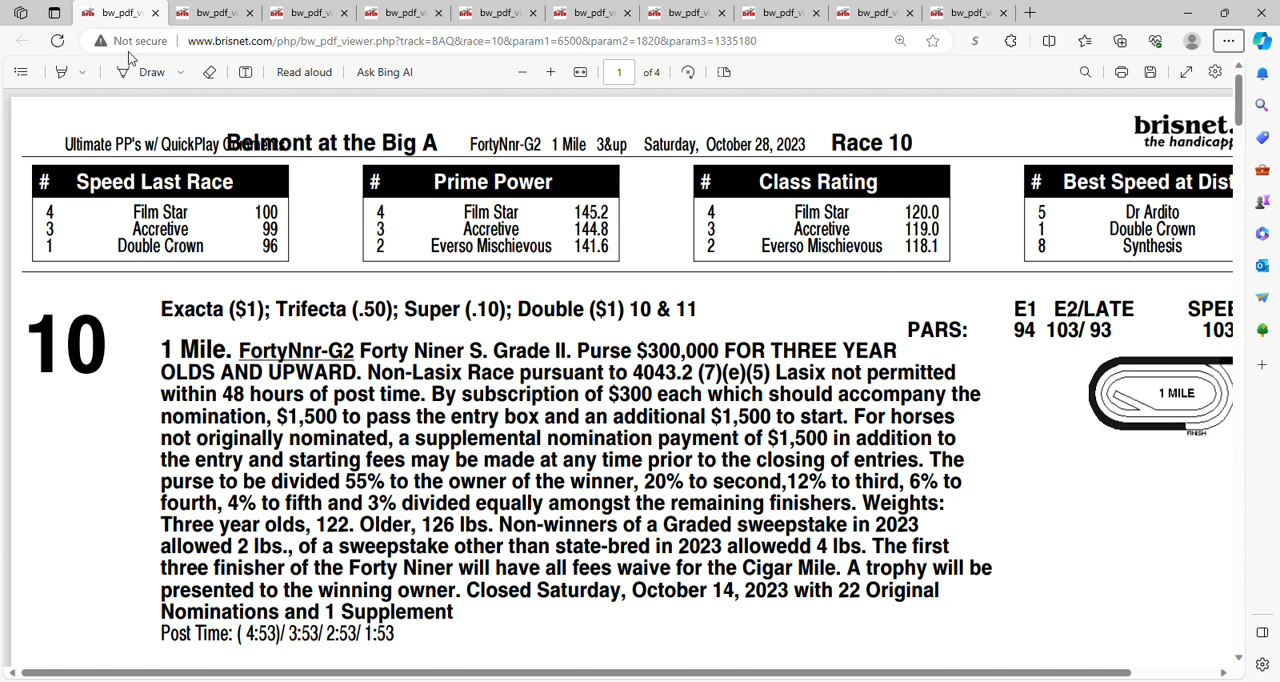 bw_pdf_vi bw_pdf_vi bw_pdf_vi bw_pdf_vi bw_pdf_vi bw_pdf_vi bw_pdf_vi bw_pdf_vi bw_pdf_vi bw_pdf_vi
Not secure www.brisnet.com/php/bw_pdf_viewer.php?track=BAQ&race=10&param1=6500&param2=1820&param3=1335180
Draw Read aloud Ask Bing AI 1 of 4
Ultimate PP's w/ QuickPlay Comments Belmont at the Big A FortyNnr-G2 1 Mile 3&up Saturday, October 28, 2023 Race 10
brisnet.
the handicapp
# Speed Last Race # Prime Power # Class Rating # Best Speed at Dist
4 Film Star 100 4 Film Star 145.2 4 Film Star 120.0 5 Dr Ardito
3 Accretive 99 3 Accretive 144.8 3 Accretive 119.0 1 Double Crown
1 Double Crown 96 2 Everso Mischievous 141.6 2 Everso Mischievous 118.1 8 Synthesis
10
Exacta ($1); Trifecta (.50); Super (.10); Double ($1) 10 & 11
E1 E2/LATE SPEE
PARS: 94 103/ 93 103
1 Mile. FortyNnr-G2 Forty Niner S. Grade II. Purse $300,000 FOR THREE YEAR
OLDS AND UPWARD. Non-Lasix Race pursuant to 4043.2 (7)(e)(5) Lasix not permitted
within 48 hours of post time. By subscription of $300 each which should accompany the
nomination, $1,500 to pass the entry box and an additional $1,500 to start. For horses
not originally nominated, a supplemental nomination payment of $1,500 in addition to
the entry and starting fees may be made at any time prior to the closing of entries. The
purse to be divided 55% to the owner of the winner, 20% to second,12% to third, 6% to
fourth, 4% to fifth and 3% divided equally amongst the remaining finishers. Weights:
Three year olds, 122. Older, 126 lbs. Non-winners of a Graded sweepstake in 2023
allowed 2 lbs., of a sweepstake other than state-bred in 2023 allowedd 4 lbs. The first
three finisher of the Forty Niner will have all fees waive for the Cigar Mile. A trophy will be
presented to the winning owner. Closed Saturday, October 14, 2023 with 22 Original
Nominations and 1 Supplement
Post Time: ( 4:53)/ 3:53/ 2:53/ 1:53
1 MILE
FINISH